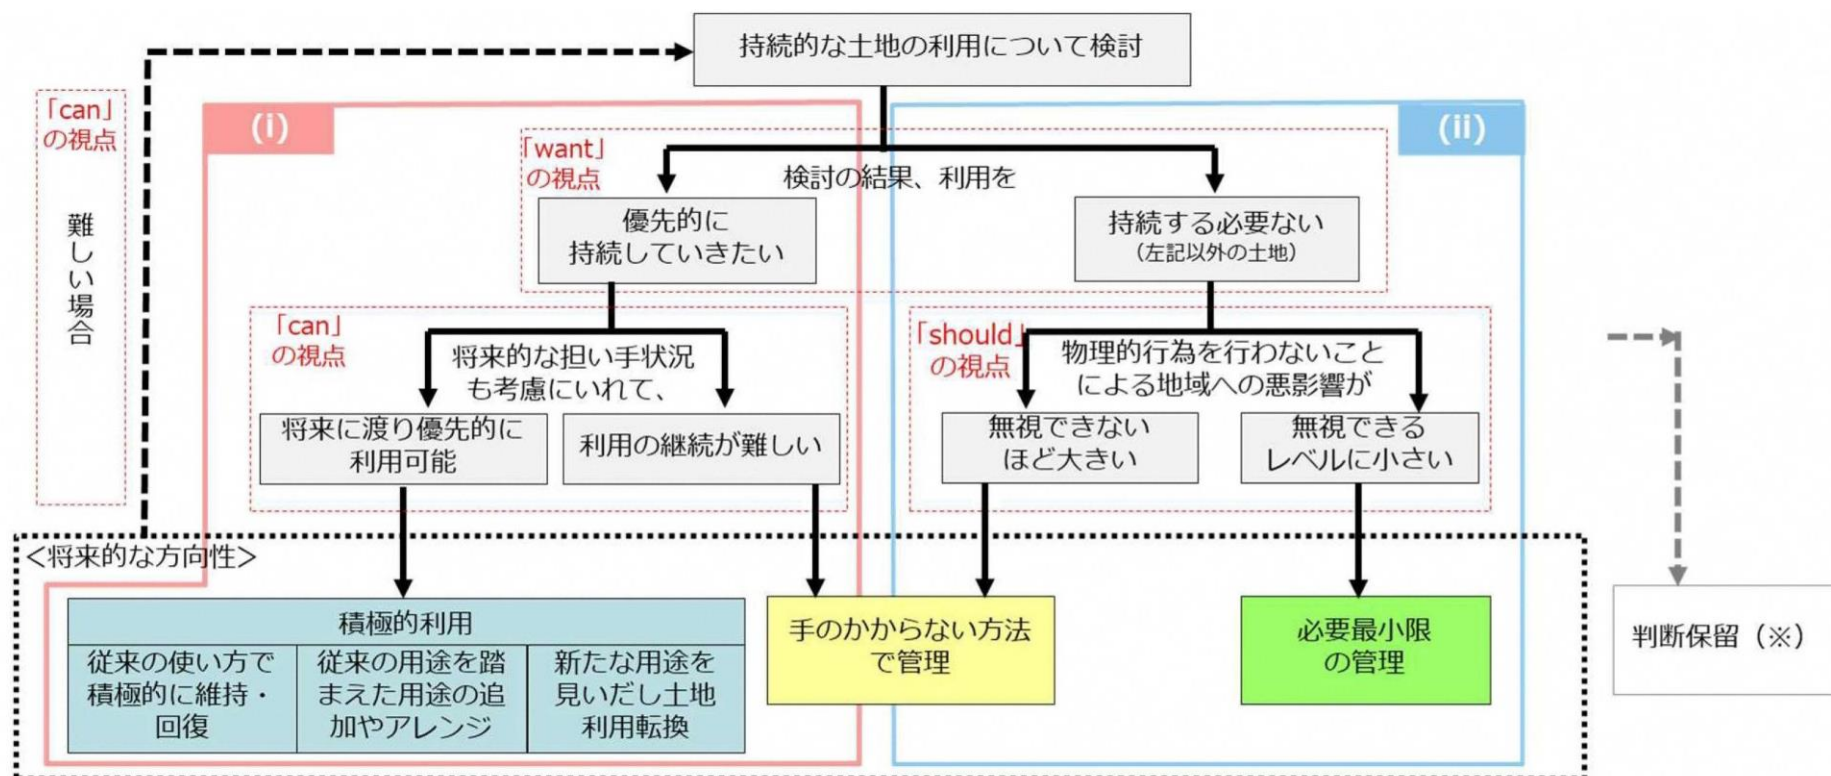 持続的な土地の利用について検討
「can」
の視点
難しい場合
(i)
(ii)
「want」
の視点
検討の結果、利用を
優先的に
持続していきたい
持続する必要ない
(左記以外の土地)
「can」
の視点
将来的な担い手状況
も考慮にいれて、
「should」
の視点
物理的行為を行わないこと
による地域への悪影響が
将来に渡り優先的に
利用可能
利用の継続が難しい
無視できない
ほど大きい
無視できる
レベルに小さい
<将来的な方向性>
積極的利用
従来の使い方で
積極的に維持・
回復
従来の用途を踏
まえた用途の追
加やアレンジ
新たな用途を
見いだし土地
利用転換
手のかからない方法
で管理
必要最小限
の管理
判断保留(※)